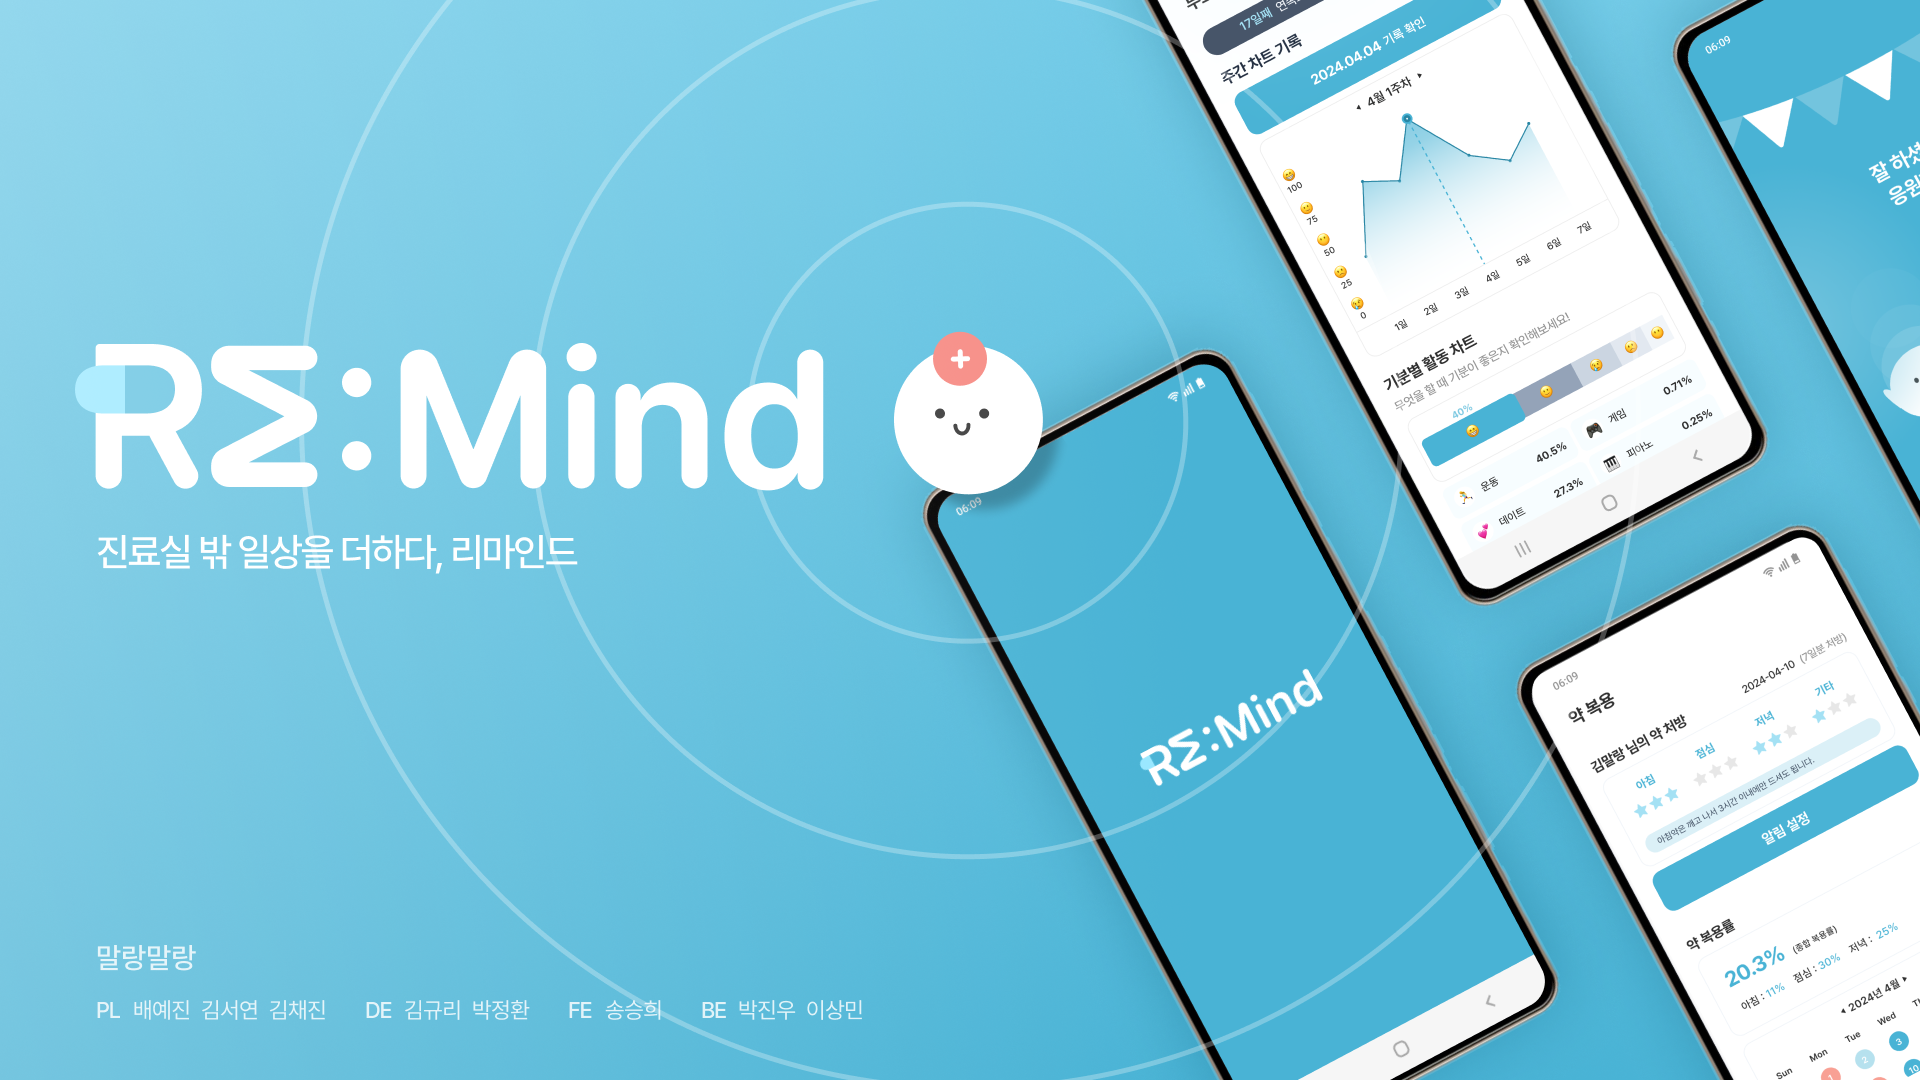 RE:Mind
진료실 밖 일상을 더하다, 리마인드
말랑말랑
PL 배예진 김서연 김채진 DE 김규리 박정환 FE 송승희 BE 박진우 이상민
06:09
RE:Mind
17일째
주간 차트 기록
2024.04.04 기록 확인
4월 1주차
100
75
50
25
0
1일 2일 3일 4일 5일 6일 7일
기분별 활동 차트
무엇을 할 때 기분이 좋은지 확인해보세요!
40%
운동 40.5% 게임 0.71%
데이트 27.3% 피아노 0.25%
06:09
잘 하셨
응원
06:09
약 복용
김말랑 님의 약 처방 2024-04-10 (7일분 처방)
아침 점심 저녁 기타
아침약은 깨고 나서 3시간 이내에만 드셔도 됩니다.
알림 설정
약 복용률
20.3% (종합 복용률)
아침 : 11% 점심 : 30% 저녁 : 25%
2024년 4월
Sun Mon Tue Wed
1 2 3
10